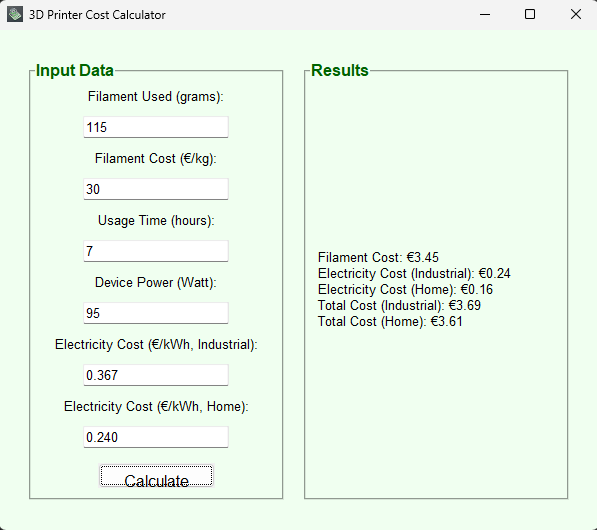 3D Printer Cost Calculator
Input Data
Filament Used (grams):
115
Filament Cost (€/kg):
30
Usage Time (hours):
7
Device Power (Watt):
95
Electricity Cost (€/kWh, Industrial):
0.367
Electricity Cost (€/kWh, Home):
0.240
Calculate
Results
Filament Cost: €3.45
Electricity Cost (Industrial): €0.24
Electricity Cost (Home): €0.16
Total Cost (Industrial): €3.69
Total Cost (Home): €3.61